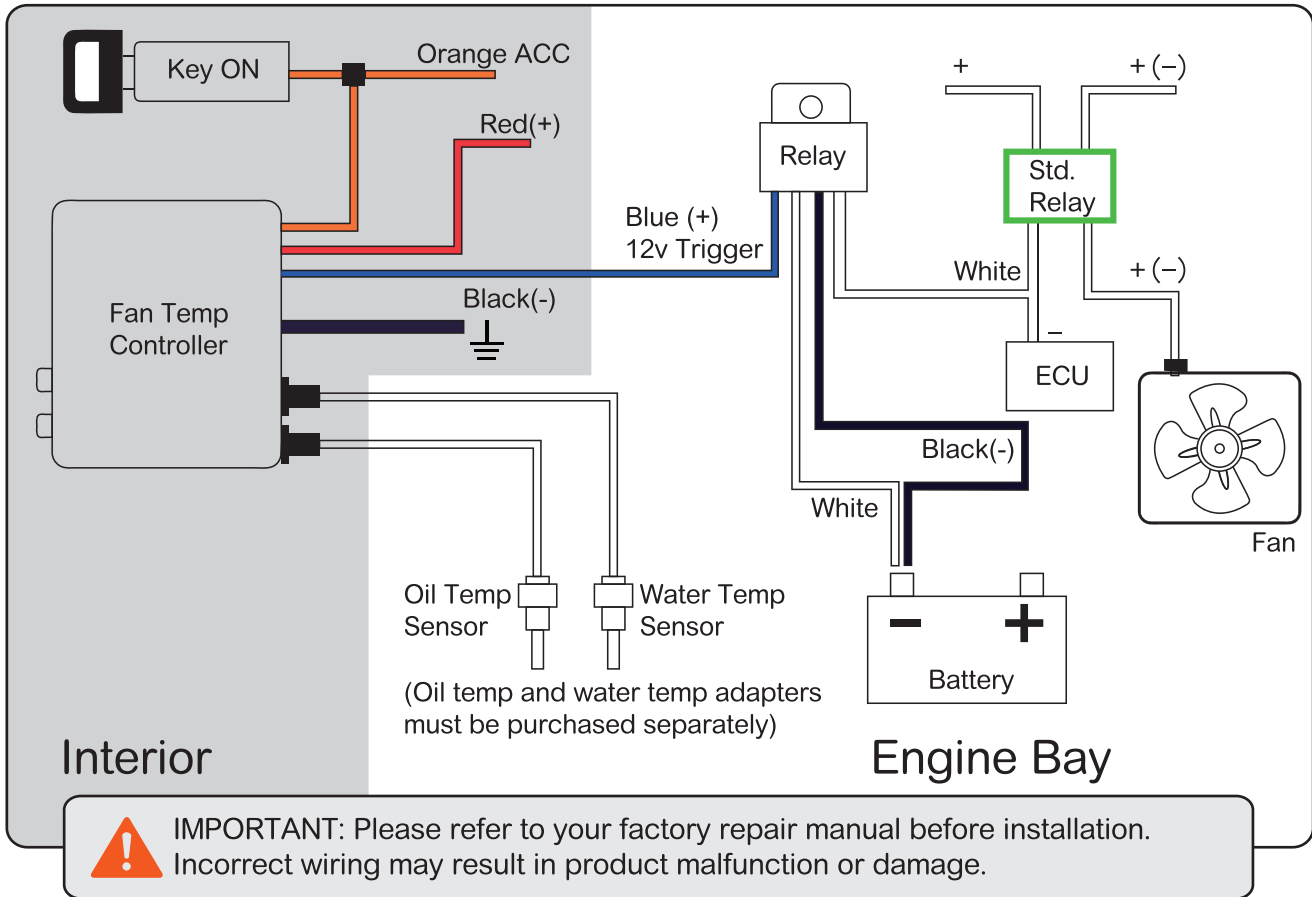 Key ON
Orange ACC
Red(+)
Blue (+)
12v Trigger
Black(-)
Fan Temp
Controller
Relay
+
+ (–)
Std.
Relay
White
+ (–)
–
ECU
Black(-)
White
Fan
Oil Temp
Sensor
Water Temp
Sensor
(Oil temp and water temp adapters
must be purchased separately)
– +
Battery
Interior
Engine Bay
IMPORTANT: Please refer to your factory repair manual before installation.
Incorrect wiring may result in product malfunction or damage.